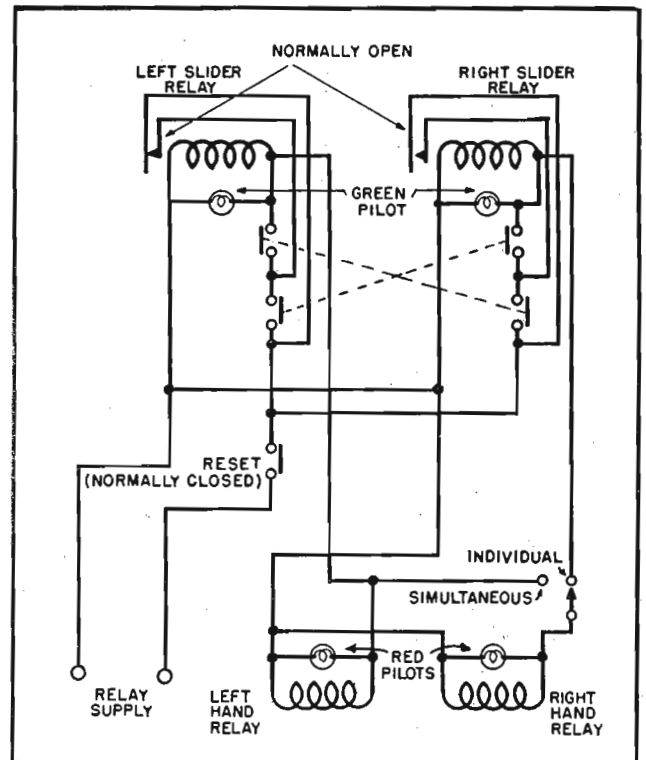 NORMALLY OPEN
LEFT SLIDER
RELAY
RIGHT SLIDER
RELAY
GREEN
PILOT
RESET
(NORMALLY CLOSED)
INDIVIDUAL
SIMULTANEOUS
RED
PILOTS
RELAY
SUPPLY
LEFT
HAND
RELAY
RIGHT
HAND
RELAY